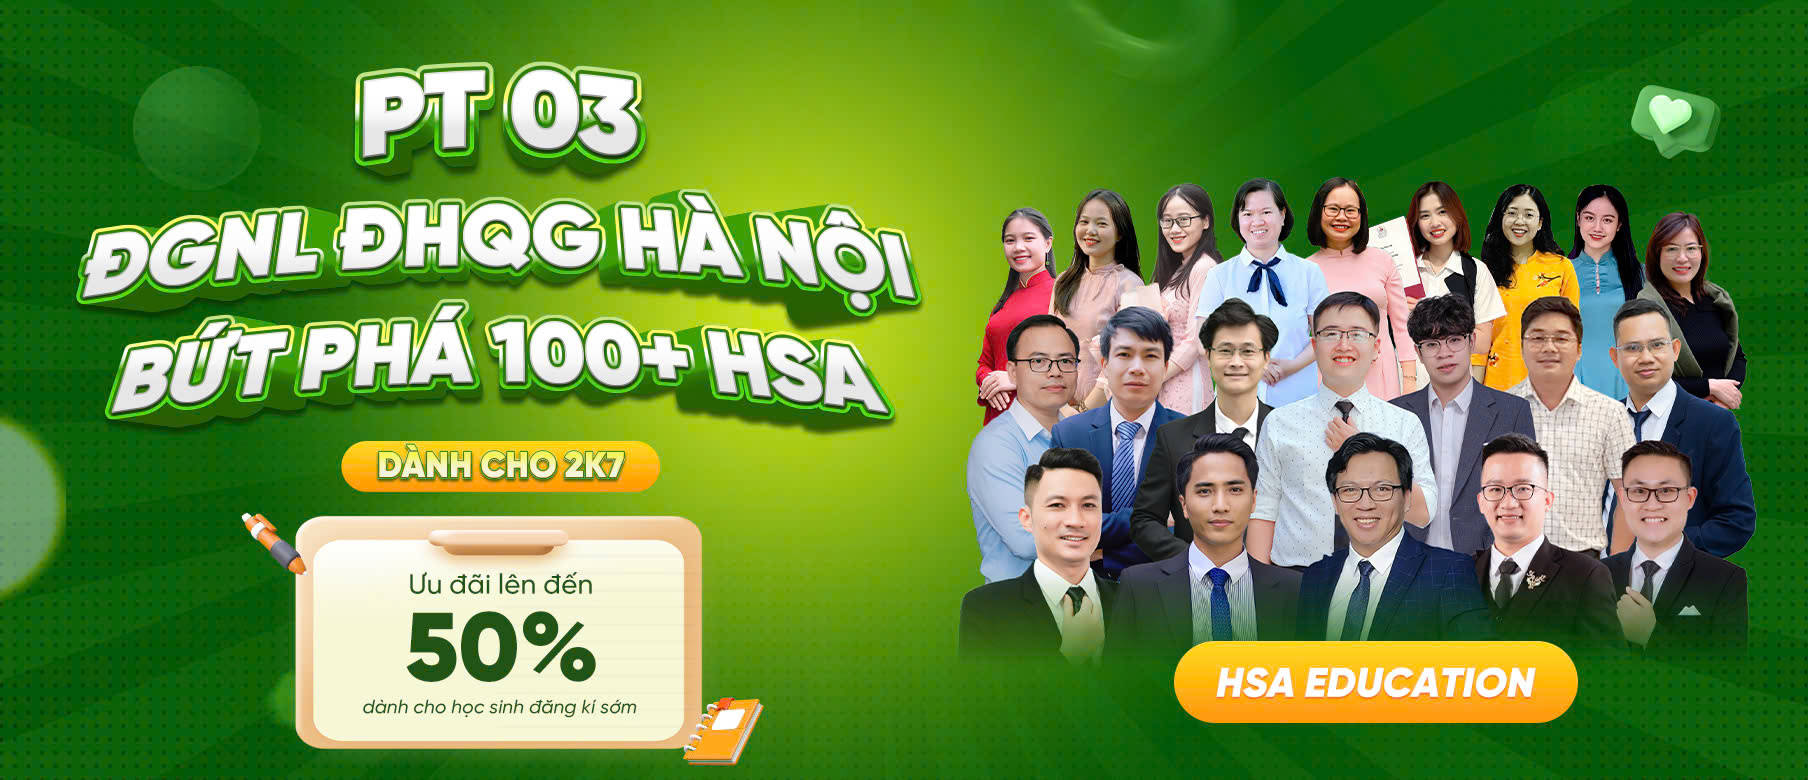 PT 03
ĐGNL ĐHQG HÀ NỘI
BỨT PHÁ 100+ HSA
DÀNH CHO 2K7
Ưu đãi lên đến
50%
dành cho học sinh đăng kí sớm
HSA EDUCATION